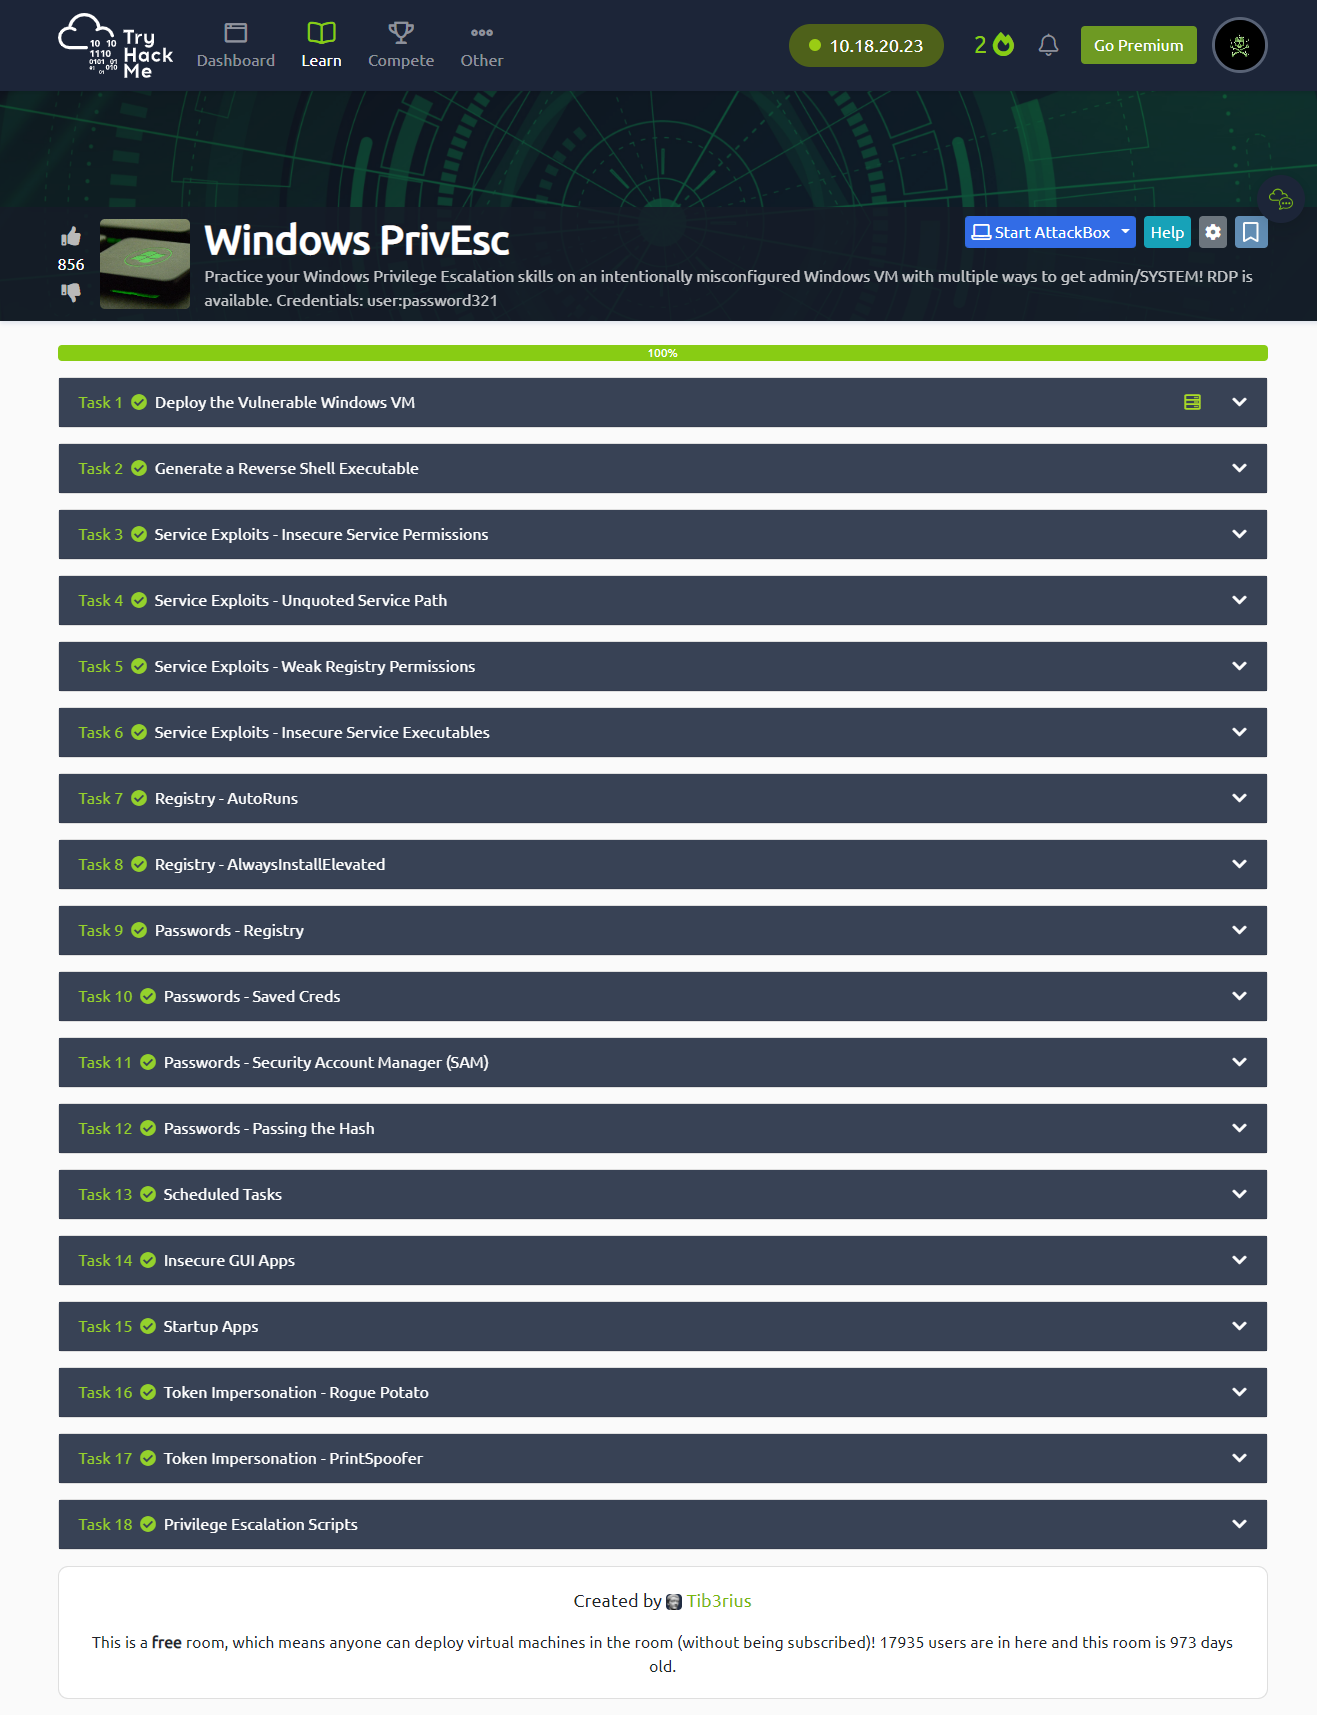 Try
Hack
Me
Dashboard
Learn
Compete
Other
10.18.20.23
2
Go Premium
856
Windows PrivEsc
Start AttackBox
Help
Practice your Windows Privilege Escalation skills on an intentionally misconfigured Windows VM with multiple ways to get admin/SYSTEM! RDP is
available. Credentials: user:password321
100%
Task 1 Deploy the Vulnerable Windows VM
Task 2 Generate a Reverse Shell Executable
Task 3 Service Exploits - Insecure Service Permissions
Task 4 Service Exploits - Unquoted Service Path
Task 5 Service Exploits - Weak Registry Permissions
Task 6 Service Exploits - Insecure Service Executables
Task 7 Registry - AutoRuns
Task 8 Registry - AlwaysInstallElevated
Task 9 Passwords - Registry
Task 10 Passwords - Saved Creds
Task 11 Passwords - Security Account Manager (SAM)
Task 12 Passwords - Passing the Hash
Task 13 Scheduled Tasks
Task 14 Insecure GUI Apps
Task 15 Startup Apps
Task 16 Token Impersonation - Rogue Potato
Task 17 Token Impersonation - PrintSpoofer
Task 18 Privilege Escalation Scripts
Created by Tib3rius
This is a free room, which means anyone can deploy virtual machines in the room (without being subscribed)! 17935 users are in here and this room is 973 days
old.